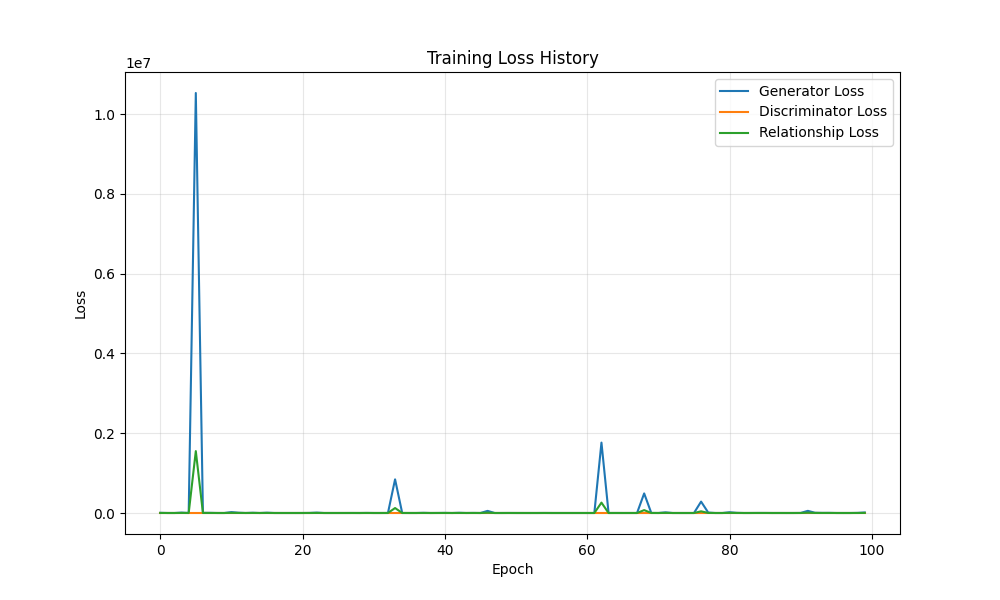 Training Loss History
1e7
Generator Loss
Discriminator Loss
Relationship Loss
1.0
0.8
0.6
0.4
0.2
0.0
Loss
0 20 40 60 80 100
Epoch